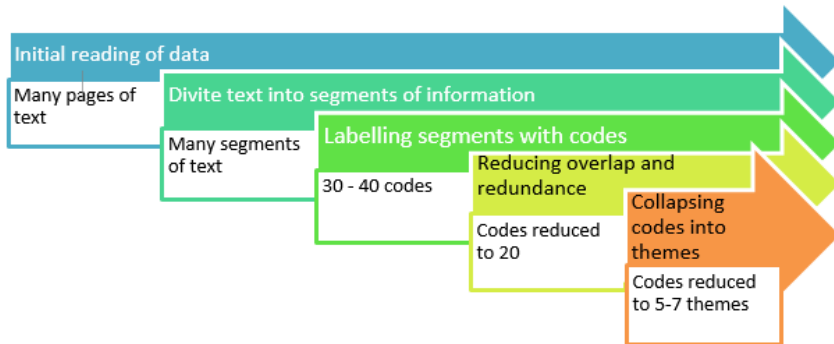 Initial reading of data
Many pages of
text
Divite text into segments of information
Many segments
of text
Labelling segments with codes
30 - 40 codes
Reducing overlap and
redundance
Codes reduced
to 20
Collapsing
codes into
themes
Codes reduced
to 5-7 themes